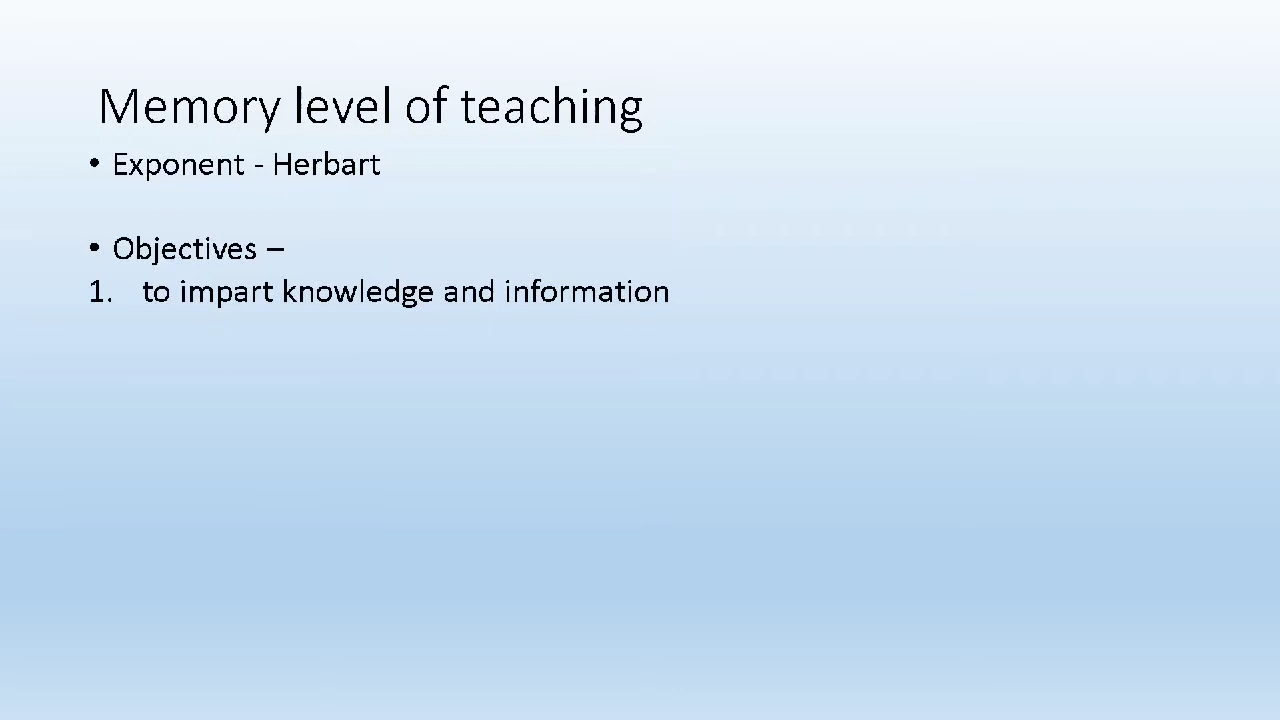 Memory level of teaching
• Exponent - Herbart
• Objectives –
1. to impart knowledge and information